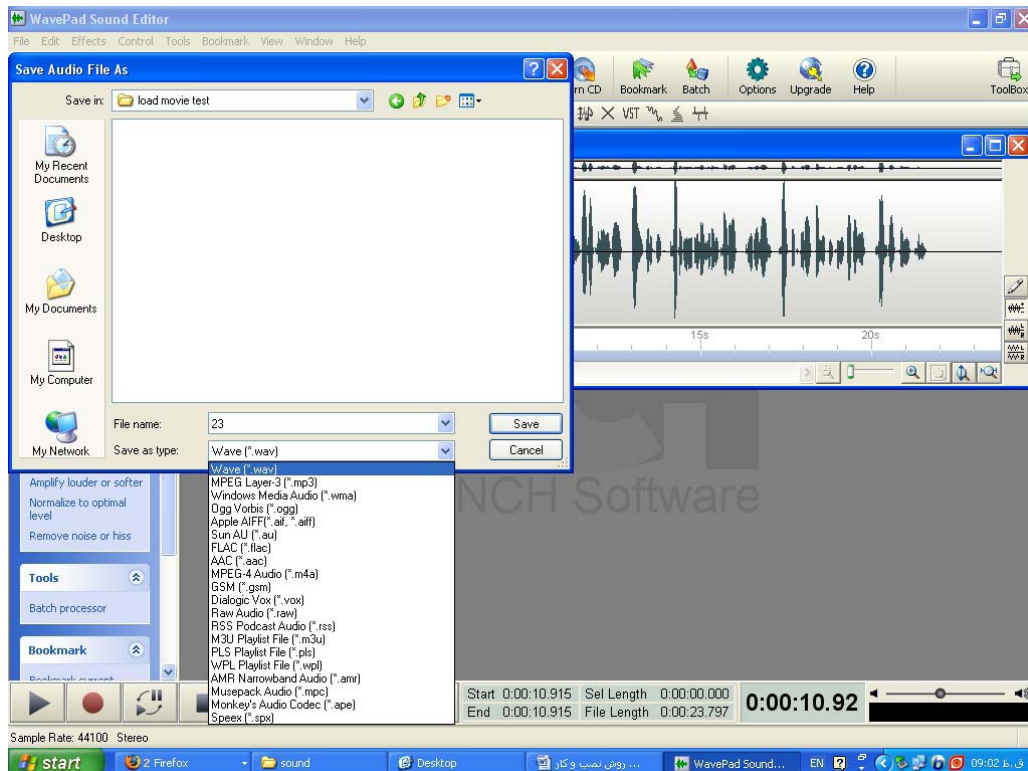 WavePad Sound Editor
File Edit Effects Control Tools Bookmark View Window Help
Save Audio File As
Save in: load movie test
rn CD Bookmark Batch Options Upgrade Help ToolBox
VST
My Recent
Documents
Desktop
My Documents
My Computer
My Network
15s 20s
File name: 23 Save
Save as type: Wave (*.wav) Cancel
Wave (*.wav)
MPEG Layer-3 (*.mp3)
Windows Media Audio (*.wma)
Ogg Vorbis (*.ogg)
Apple AIFF(*.aif, *.aiff)
Sun AU (*.au)
FLAC (*.flac)
AAC (*.aac)
MPEG-4 Audio (*.m4a)
GSM (*.gsm)
Dialogic Vox (*.vox)
Raw Audio (*.raw)
RSS Podcast Audio (*.rss)
M3U Playlist File (*.m3u)
PLS Playlist File (*.pls)
WPL Playlist File (*.wpl)
AMR Narrowband Audio (*.amr)
Musepack Audio (*.mpc)
Monkey's Audio Codec (*.ape)
Speex (*.spx)
NCH Software
Amplify louder or softer
Normalize to optimal
level
Remove noise or hiss
Tools
Batch processor
Bookmark
Bookmark current
Start 0:00:10.915 Sel Length 0:00:00.000
End 0:00:10.915 File Length 0:00:23.797
0:00:10.92
Sample Rate: 44100 Stereo
start 2 Firefox sound Desktop روش نصب و کار ... WavePad Sound... EN 09:02 ق.ظ